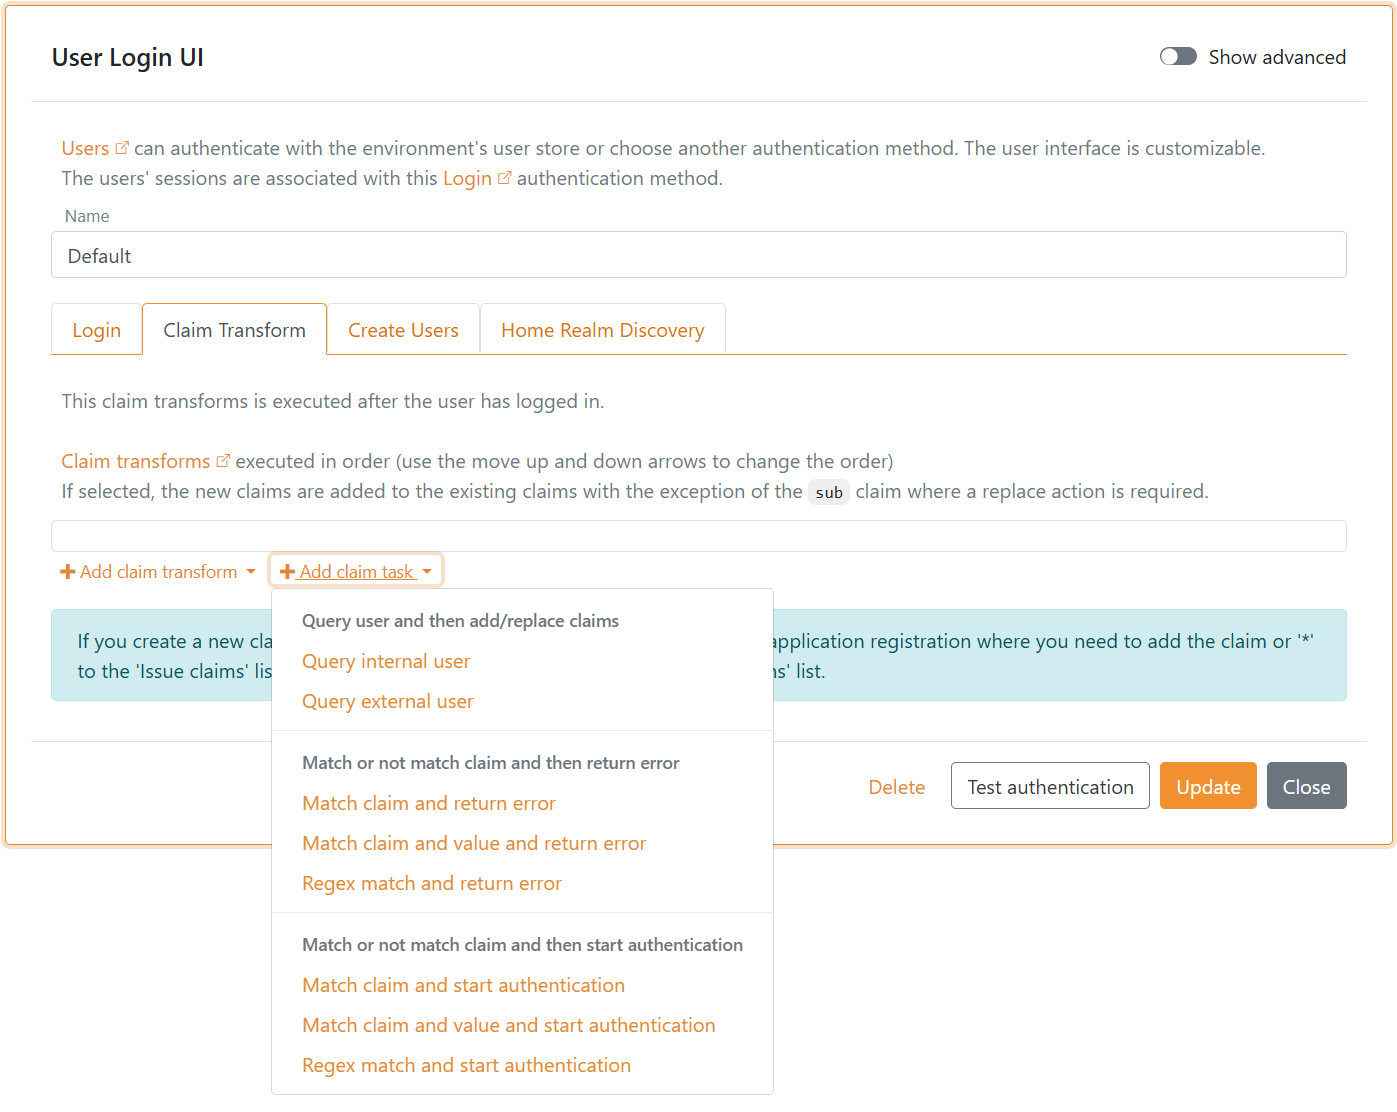 User Login UI
Show advanced
Users can authenticate with the environment's user store or choose another authentication method. The user interface is customizable.
The users' sessions are associated with this Login authentication method.
Name
Default
Login
Claim Transform
Create Users
Home Realm Discovery
This claim transforms is executed after the user has logged in.
Claim transforms executed in order (use the move up and down arrows to change the order)
If selected, the new claims are added to the existing claims with the exception of the sub claim where a replace action is required.
Add claim transform
Add claim task
If you create a new application registration where you need to add the claim or '*'
to the 'Issue claims' list.
Query user and then add/replace claims
Query internal user
Query external user
Match or not match claim and then return error
Match claim and return error
Match claim and value and return error
Regex match and return error
Match or not match claim and then start authentication
Match claim and start authentication
Match claim and value and start authentication
Regex match and start authentication
Delete
Test authentication
Update
Close